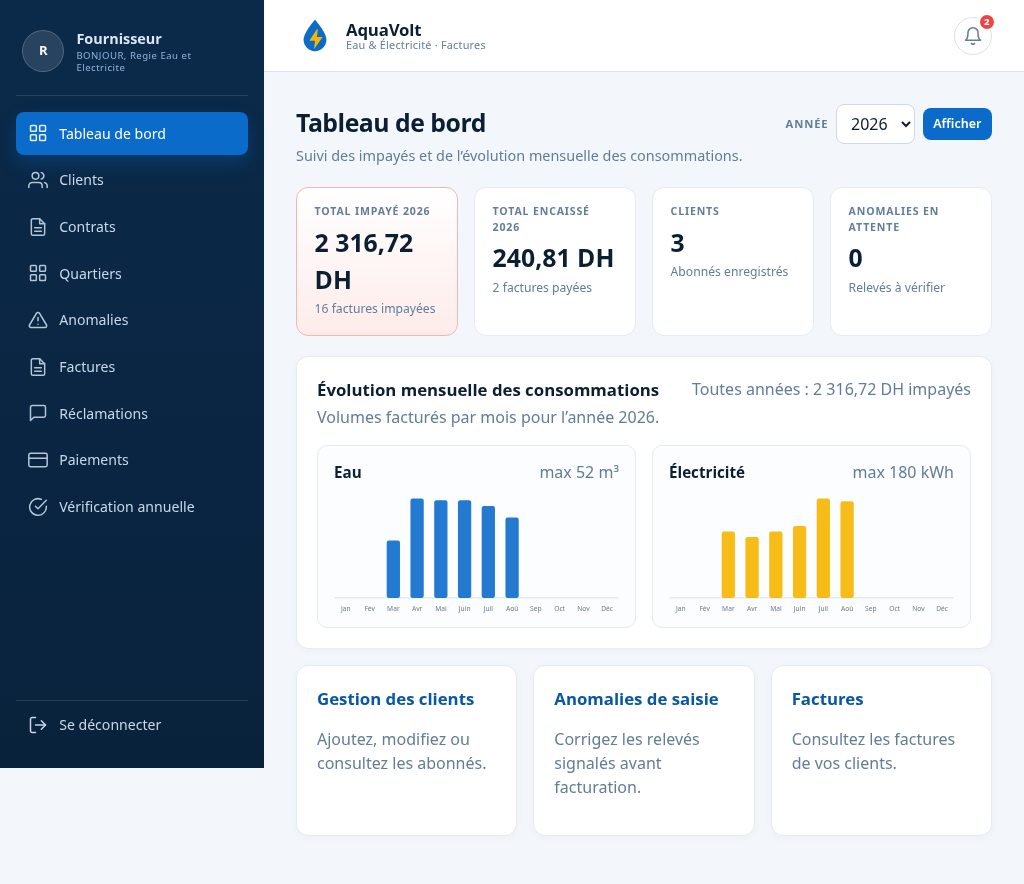 R
Fournisseur
BONJOUR, Regie Eau et
Electricite
Tableau de bord
Clients
Contrats
Quartiers
Anomalies
Factures
Réclamations
Paiements
Vérification annuelle
Se déconnecter
AquaVolt
Eau & Électricité · Factures
2
Tableau de bord
ANNÉE
2026
Afficher
Suivi des impayés et de l’évolution mensuelle des consommations.
TOTAL IMPAYÉ 2026
2 316,72
DH
16 factures impayées
TOTAL ENCAISSÉ
2026
240,81 DH
2 factures payées
CLIENTS
3
Abonnés enregistrés
ANOMALIES EN
ATTENTE
0
Relevés à vérifier
Évolution mensuelle des consommations
Toutes années : 2 316,72 DH impayés
Volumes facturés par mois pour l’année 2026.
Eau
max 52 m³
Jan Fév Mar Avr Mai Juin Juil Aoû Sep Oct Nov Déc
Électricité
max 180 kWh
Jan Fév Mar Avr Mai Juin Juil Aoû Sep Oct Nov Déc
Gestion des clients
Ajoutez, modifiez ou
consultez les abonnés.
Anomalies de saisie
Corrigez les relevés
signalés avant
facturation.
Factures
Consultez les factures
de vos clients.